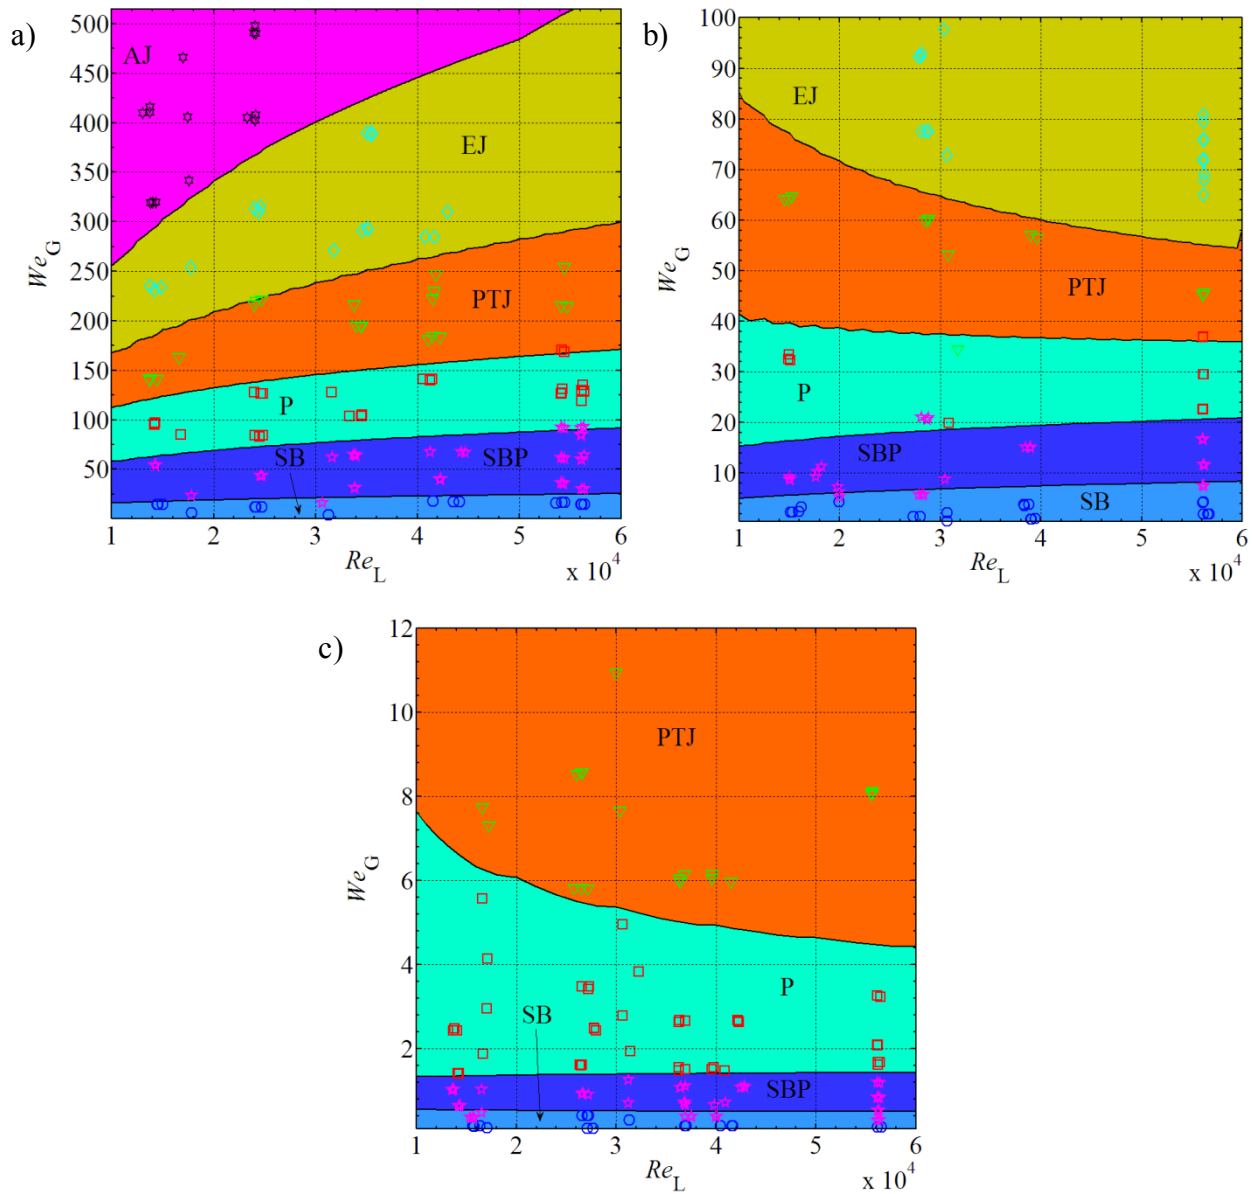 a)
500
450
400
350
300
250
200
150
100
50
We_G
AJ
EJ
PTJ
P
SB
SBP
1 2 3 4 5 6
Re_L
x 10^4
b)
100
90
80
70
60
50
40
30
20
10
We_G
EJ
PTJ
P
SBP
SB
1 2 3 4 5 6
Re_L
x 10^4
c)
12
10
8
6
4
2
We_G
PTJ
P
SB
SBP
1 2 3 4 5 6
Re_L
x 10^4